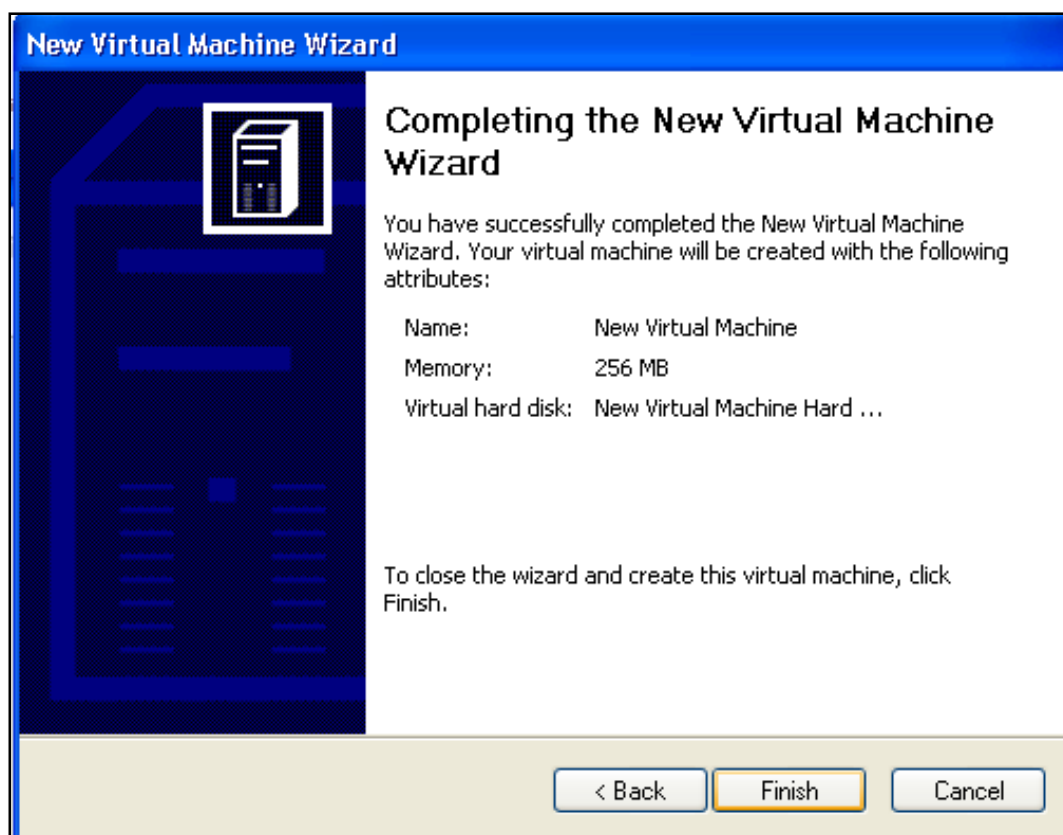 New Virtual Machine Wizard
Completing the New Virtual Machine
Wizard
You have successfully completed the New Virtual Machine
Wizard. Your virtual machine will be created with the following
attributes:
Name: New Virtual Machine
Memory: 256 MB
Virtual hard disk: New Virtual Machine Hard ...
To close the wizard and create this virtual machine, click
Finish.
< Back Finish Cancel